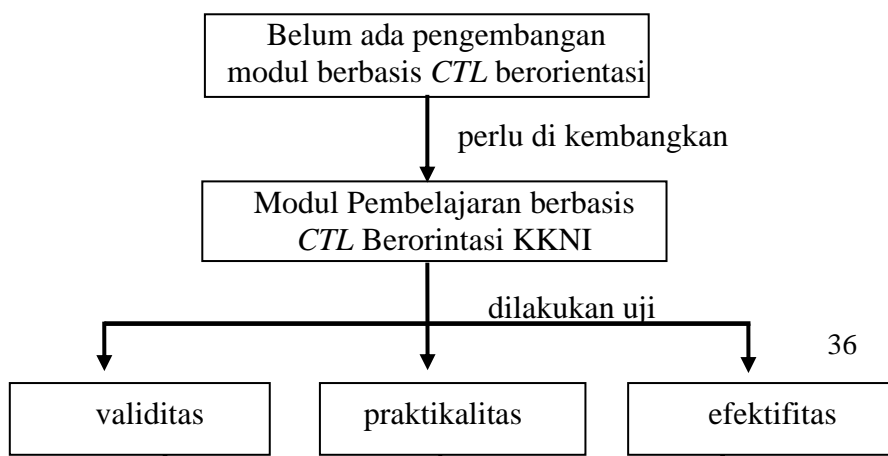 Belum ada pengembangan
modul berbasis CTL berorientasi
perlu di kembangkan
Modul Pembelajaran berbasis
CTL Berorintasi KKNI
dilakukan uji
36
validitas
praktikalitas
efektifitas